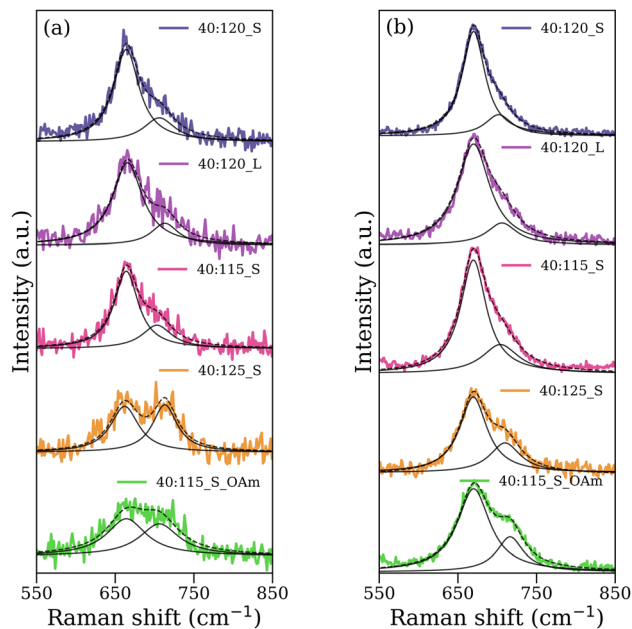 (a)
40:120_S
40:120_L
40:115_S
40:125_S
40:115_S_OAm
Intensity (a.u.)
550 650 750 850
Raman shift (cm⁻¹)
(b)
40:120_S
40:120_L
40:115_S
40:125_S
40:115_S_OAm
Intensity (a.u.)
550 650 750 850
Raman shift (cm⁻¹)